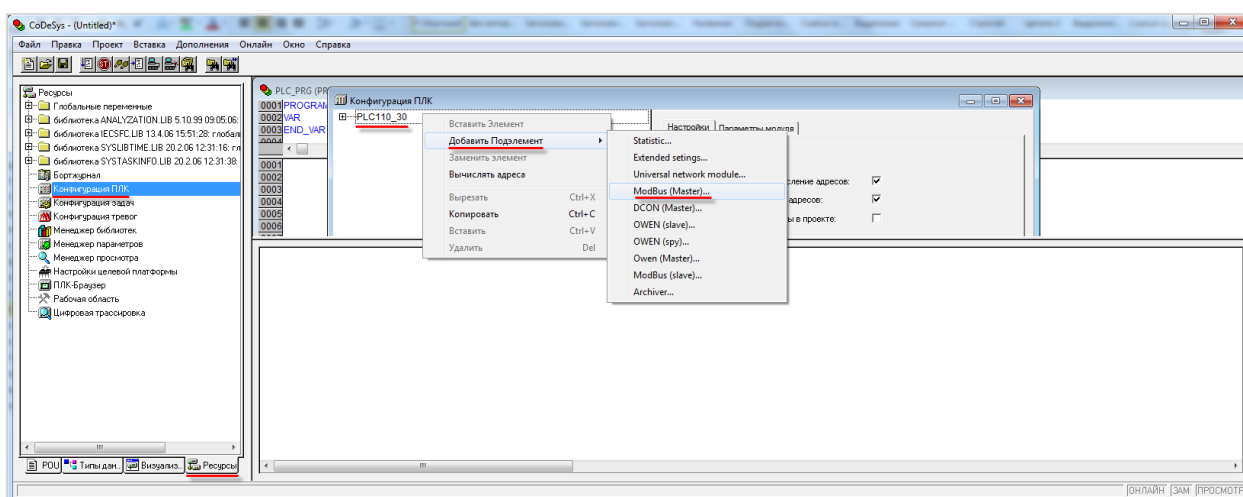 CoDeSys - (Untitled)*
Файл Правка Проект Вставка Дополнения Онлайн Окно Справка
Ресурсы
Глобальные переменные
библиотека ANALYZATION.LIB 5.10.99 09:05:06:
библиотека IECSFC.LIB 13.4.06 15:51:28: глобал
библиотека SYSLIBTIME.LIB 20.2.06 12:31:16: гл
библиотека SYSTASKINFO.LIB 20.2.06 12:31:38:
Бортжурнал
Конфигурация ПЛК
Конфигурация задач
Конфигурация тревог
Менеджер библиотек
Менеджер параметров
Менеджер просмотра
Настройки целевой платформы
ПЛК-Браузер
Рабочая область
Цифровая трассировка
POU Типы дан.. Визуализ.. Ресурсы
PLC_PRG (PR
0001 PROGRAM
0002 VAR
0003 END_VAR
0004
0001
0002
0003
0004
0005
0006
Конфигурация ПЛК
PLC110_30
Настройки Параметры модуля
сление адресов:
адресов:
ы в проекте:
Вставить Элемент
Добавить Подэлемент
Заменить элемент
Вычислять адреса
Вырезать Ctrl+X
Копировать Ctrl+C
Вставить Ctrl+V
Удалить Del
Statistic...
Extended setings...
Universal network module...
ModBus (Master)...
DCON (Master)...
OWEN (slave)...
OWEN (spy)...
Owen (Master)...
ModBus (slave)...
Archiver...
ОНЛАЙН ЗАМ ПРОСМОТР